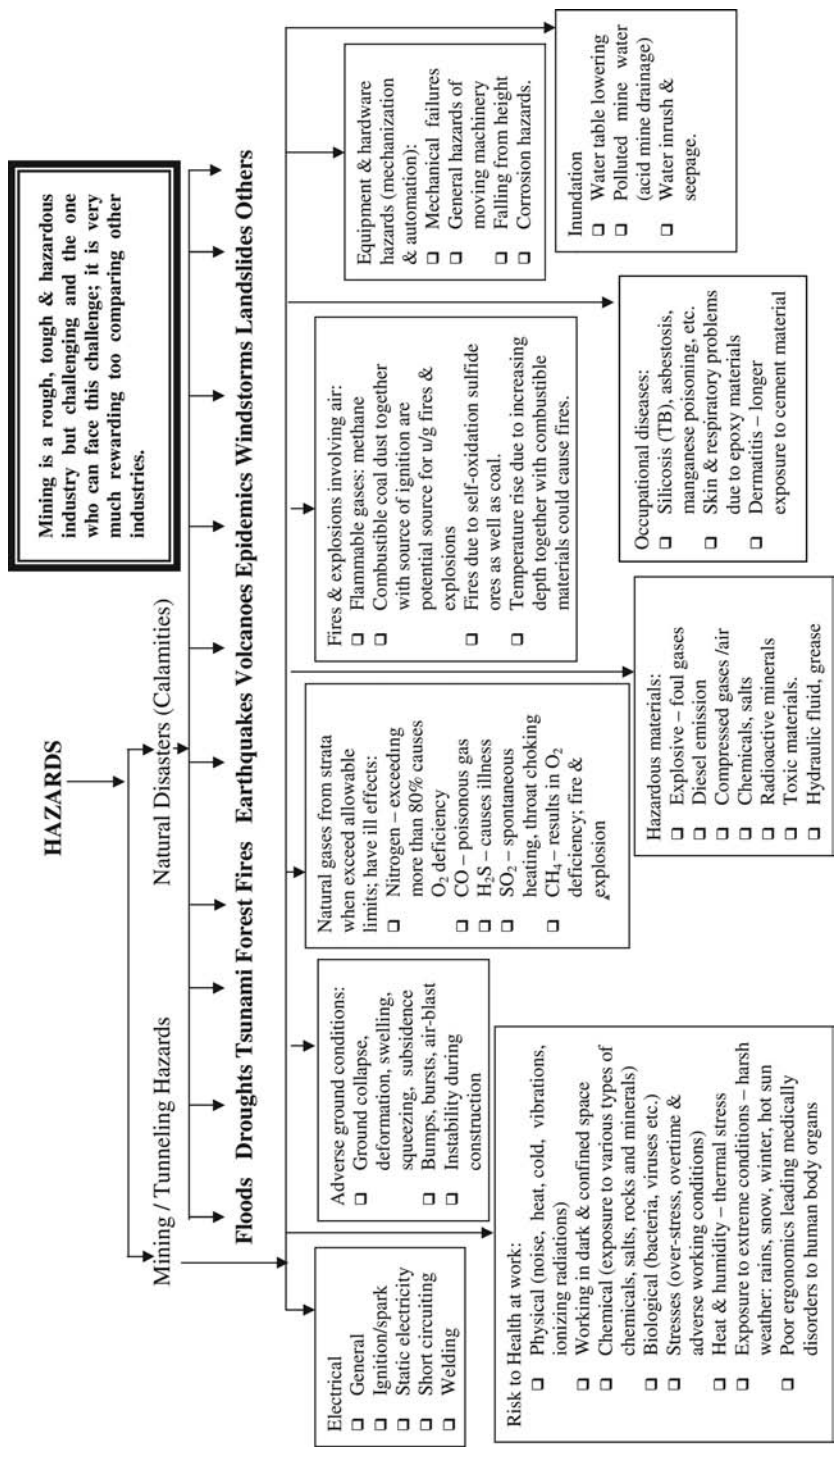 HAZARDS
Mining is a rough, tough & hazardous
industry but challenging and the one
who can face this challenge; it is very
much rewarding too comparing other
industries.
Mining / Tunneling Hazards
Natural Disasters (Calamities)
Floods Droughts Tsunami Forest Fires Earthquakes Volcanoes Epidemics Windstorms Landslides Others
Electrical
❑ General
❑ Ignition/spark
❑ Static electricity
❑ Short circuiting
❑ Welding
Adverse ground conditions:
❑ Ground collapse,
deformation, swelling,
squeezing, subsidence
❑ Bumps, bursts, air-blast
❑ Instability during
construction
Natural gases from strata
when exceed allowable
limits; have ill effects:
❑ Nitrogen – exceeding
more than 80% causes
O₂ deficiency
❑ CO – poisonous gas
❑ H₂S – causes illness
❑ SO₂ – spontaneous
heating, throat choking
❑ CH₄ – results in O₂
deficiency; fire &
explosion
Fires & explosions involving air:
❑ Flammable gases: methane
❑ Combustible coal dust together
with source of ignition are
potential source for u/g fires &
explosions
❑ Fires due to self-oxidation sulfide
ores as well as coal.
❑ Temperature rise due to increasing
depth together with combustible
materials could cause fires.
Equipment & hardware
hazards (mechanization
& automation):
❑ Mechanical failures
❑ General hazards of
moving machinery
❑ Falling from height
❑ Corrosion hazards.
Risk to Health at work:
❑ Physical (noise, heat, cold, vibrations,
ionizing radiations)
❑ Working in dark & confined space
❑ Chemical (exposure to various types of
chemicals, salts, rocks and minerals)
❑ Biological (bacteria, viruses etc.)
❑ Stresses (over-stress, overtime &
adverse working conditions)
❑ Heat & humidity – thermal stress
❑ Exposure to extreme conditions – harsh
weather: rains, snow, winter, hot sun
❑ Poor ergonomics leading medically
disorders to human body organs
Hazardous materials:
❑ Explosive – foul gases
❑ Diesel emission
❑ Compressed gases /air
❑ Chemicals, salts
❑ Radioactive minerals
❑ Toxic materials.
❑ Hydraulic fluid, grease
Occupational diseases:
❑ Silicosis (TB), asbestosis,
manganese poisoning, etc.
❑ Skin & respiratory problems
due to epoxy materials
❑ Dermatitis – longer
exposure to cement material
Inundation
❑ Water table lowering
❑ Polluted mine water
(acid mine drainage)
❑ Water inrush &
seepage.